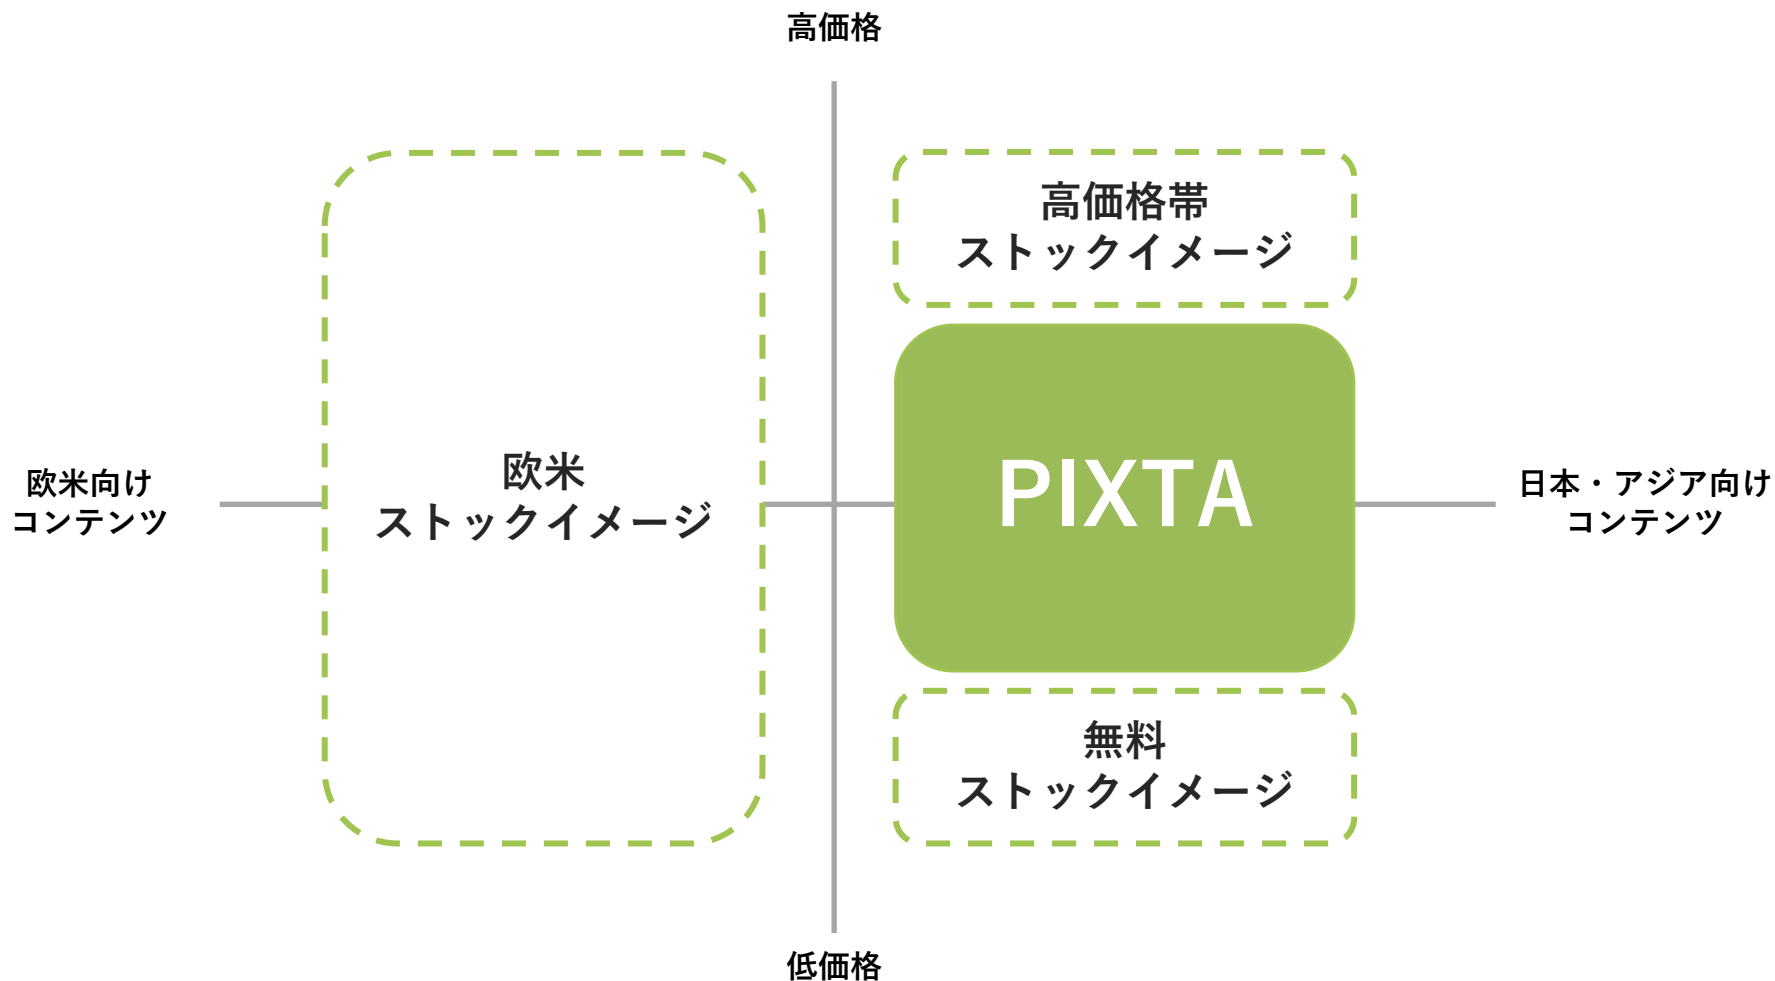 高価格
高価格帯
ストックイメージ
欧米向け
コンテンツ
欧米
ストックイメージ
PIXTA
日本・アジア向け
コンテンツ
無料
ストックイメージ
低価格